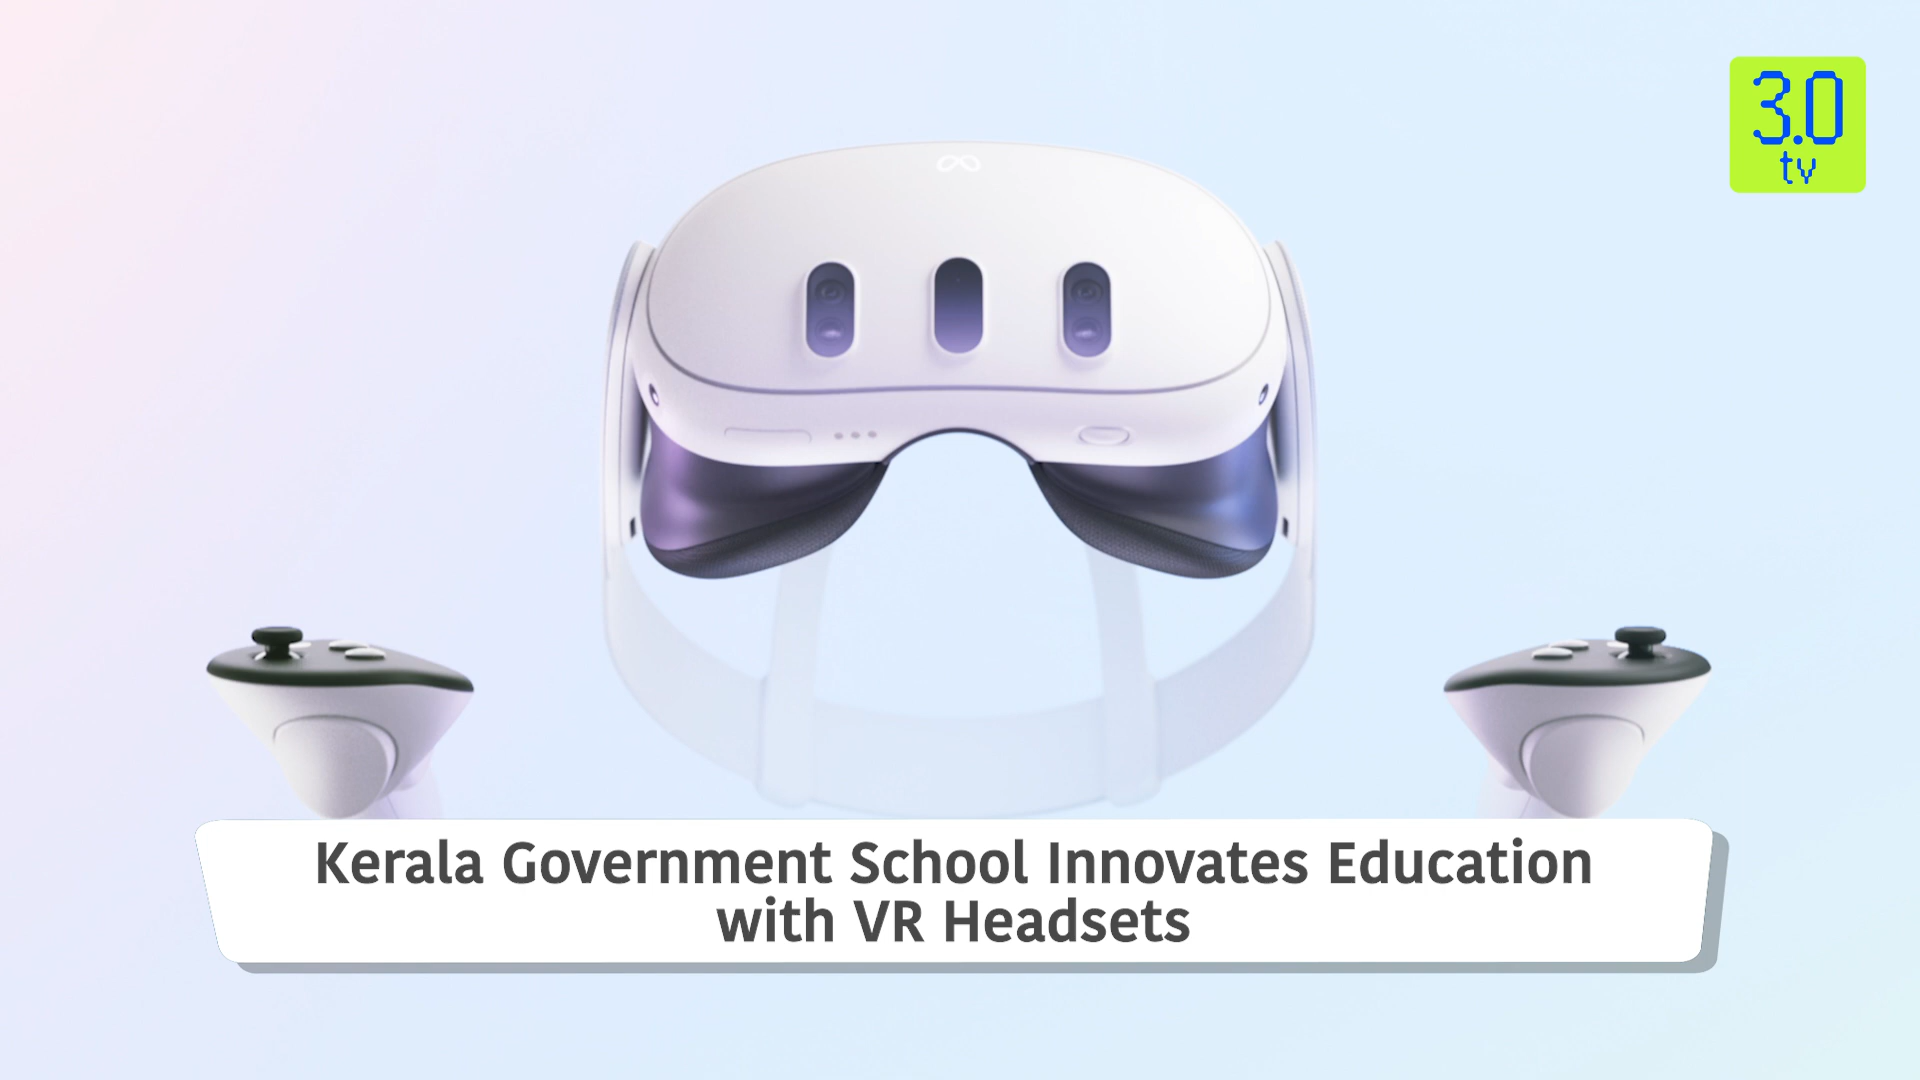 3.0
tv
Kerala Government School Innovates Education
with VR Headsets